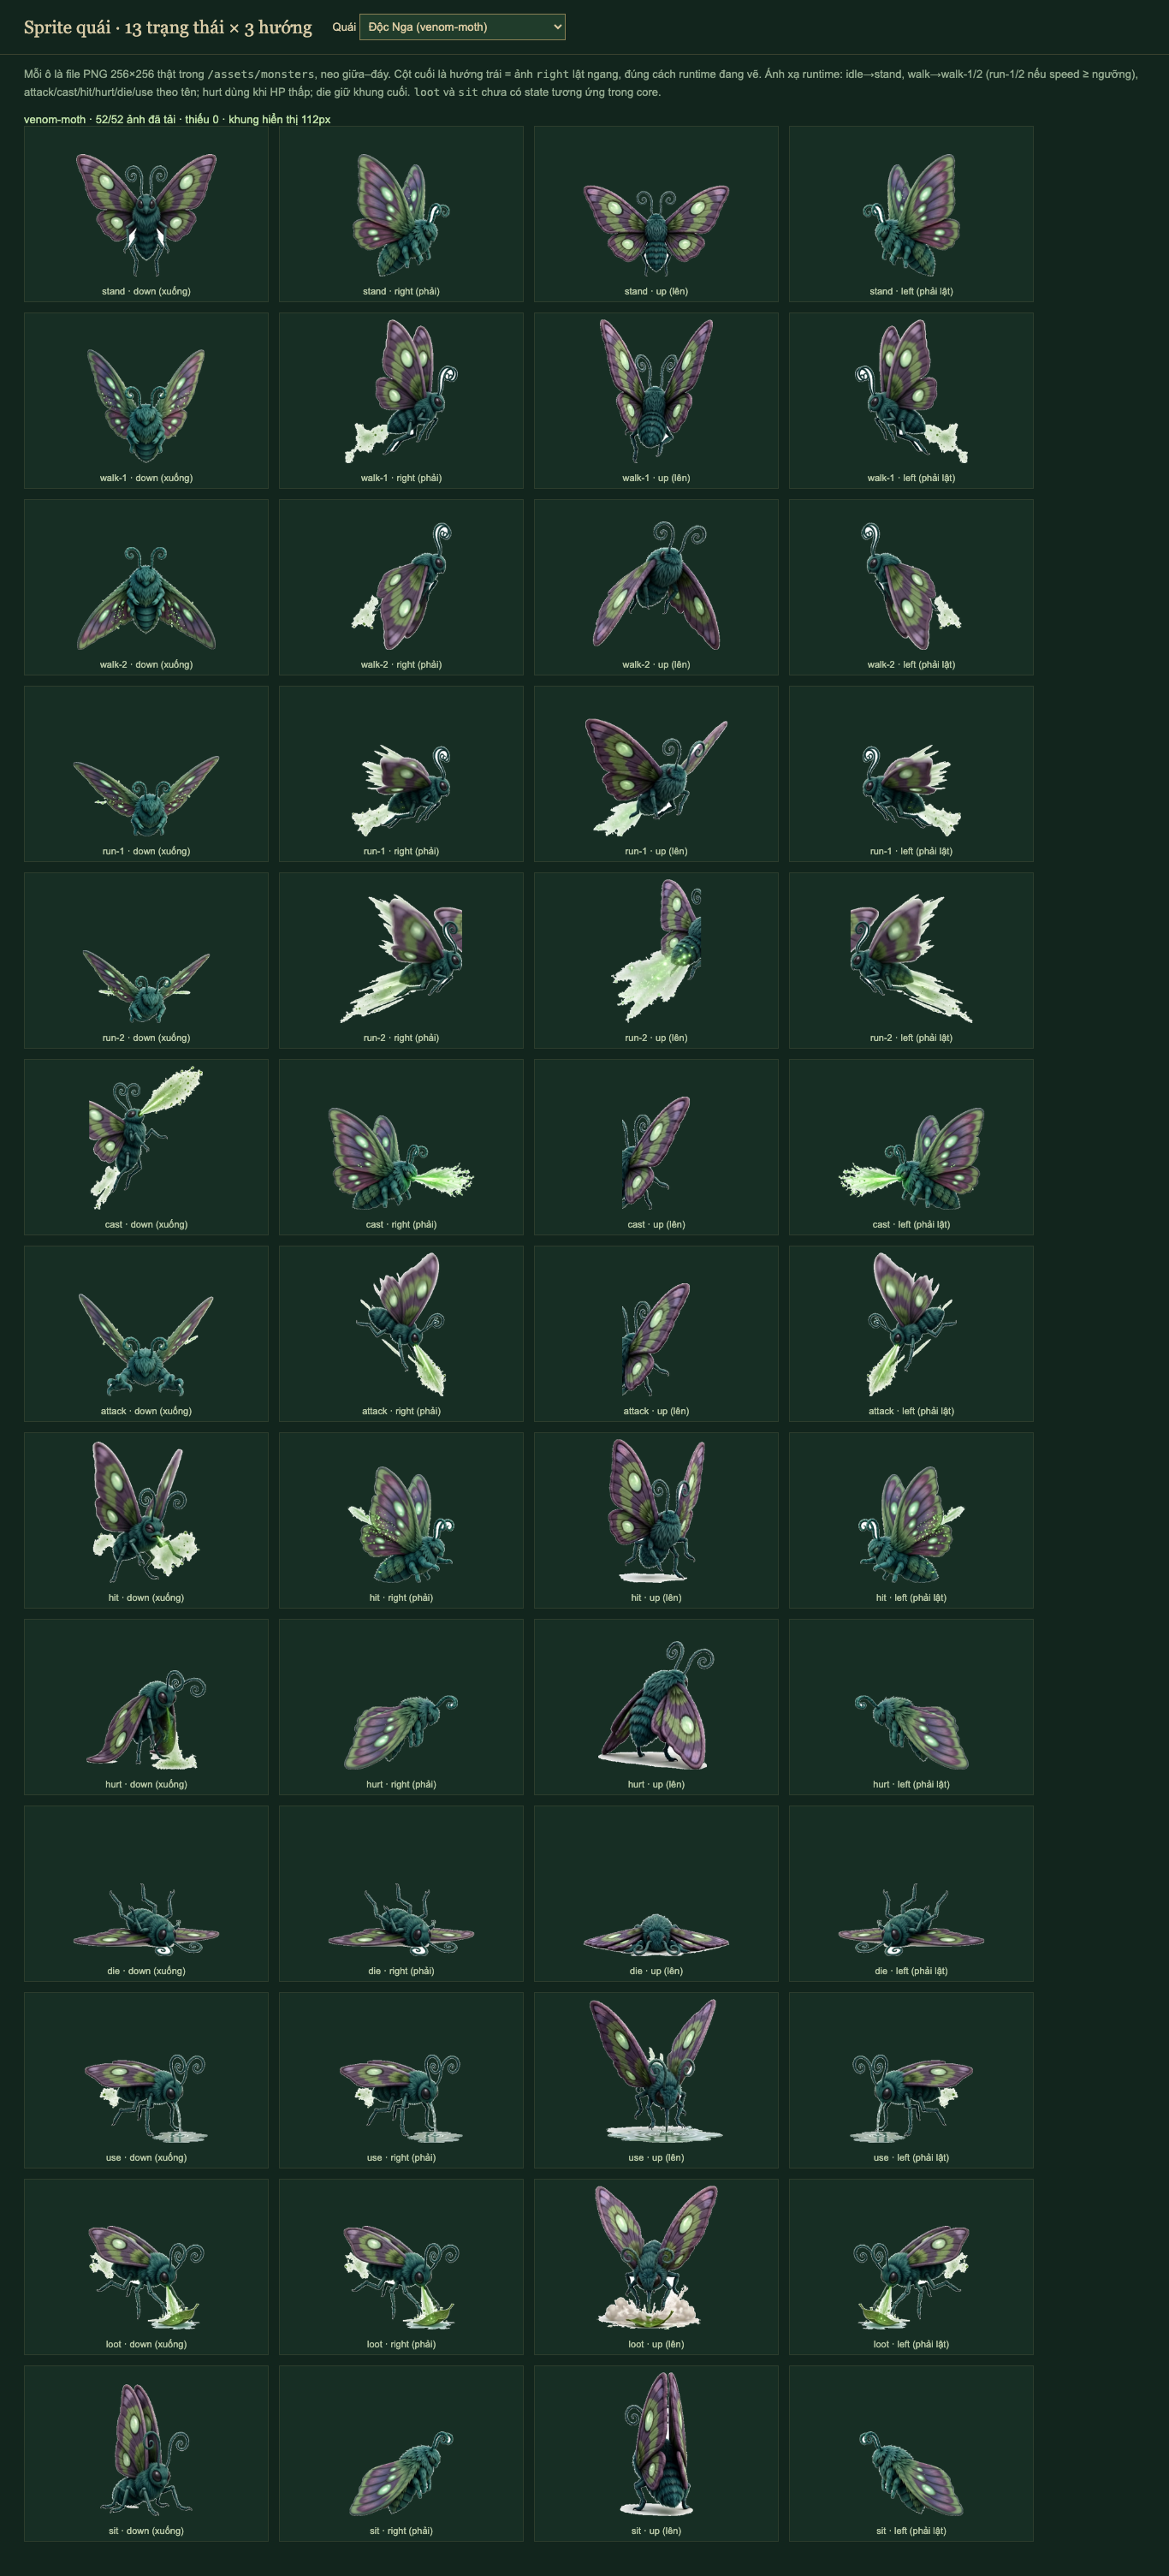 Sprite quái · 13 trạng thái × 3 hướng
Quái
Độc Nga (venom-moth)
Mỗi ô là file PNG 256×256 thật trong /assets/monsters, neo giữa–đáy. Cột cuối là hướng trái = ảnh right lật ngang, đúng cách runtime đang vẽ. Ánh xạ runtime: idle→stand, walk→walk-1/2 (run-1/2 nếu speed ≥ ngưỡng),
attack/cast/hit/hurt/die/use theo tên; hurt dùng khi HP thấp; die giữ khung cuối. loot và sit chưa có state tương ứng trong core.
venom-moth · 52/52 ảnh đã tải · thiếu 0 · khung hiển thị 112px
stand · down (xuống)
stand · right (phải)
stand · up (lên)
stand · left (phải lật)
walk-1 · down (xuống)
walk-1 · right (phải)
walk-1 · up (lên)
walk-1 · left (phải lật)
walk-2 · down (xuống)
walk-2 · right (phải)
walk-2 · up (lên)
walk-2 · left (phải lật)
run-1 · down (xuống)
run-1 · right (phải)
run-1 · up (lên)
run-1 · left (phải lật)
run-2 · down (xuống)
run-2 · right (phải)
run-2 · up (lên)
run-2 · left (phải lật)
cast · down (xuống)
cast · right (phải)
cast · up (lên)
cast · left (phải lật)
attack · down (xuống)
attack · right (phải)
attack · up (lên)
attack · left (phải lật)
hit · down (xuống)
hit · right (phải)
hit · up (lên)
hit · left (phải lật)
hurt · down (xuống)
hurt · right (phải)
hurt · up (lên)
hurt · left (phải lật)
die · down (xuống)
die · right (phải)
die · up (lên)
die · left (phải lật)
use · down (xuống)
use · right (phải)
use · up (lên)
use · left (phải lật)
loot · down (xuống)
loot · right (phải)
loot · up (lên)
loot · left (phải lật)
sit · down (xuống)
sit · right (phải)
sit · up (lên)
sit · left (phải lật)